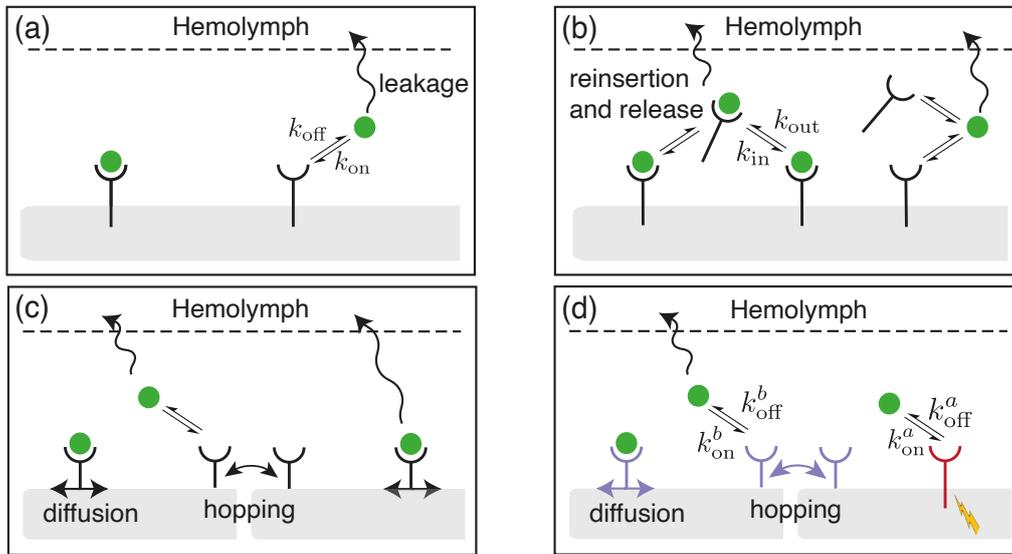 (a)
Hemolymph
leakage
k_off
k_on
(b)
Hemolymph
reinsertion
and release
k_out
k_in
(c)
Hemolymph
diffusion
hopping
(d)
Hemolymph
k^b_off
k^b_on
k^a_off
k^a_on
diffusion
hopping